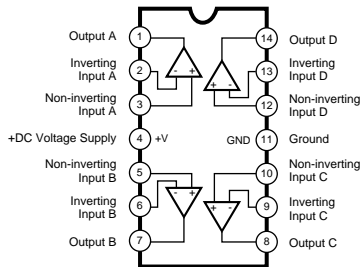 Output A
1
Inverting
Input A
2
Non-inverting
Input A
3
+DC Voltage Supply
4
+V
Non-inverting
Input B
5
Inverting
Input B
6
Output B
7
14
Output D
13
Inverting
Input D
12
Non-inverting
Input D
GND
11
Ground
10
Non-inverting
Input C
9
Inverting
Input C
8
Output C
- +
+ -
- +
+ -